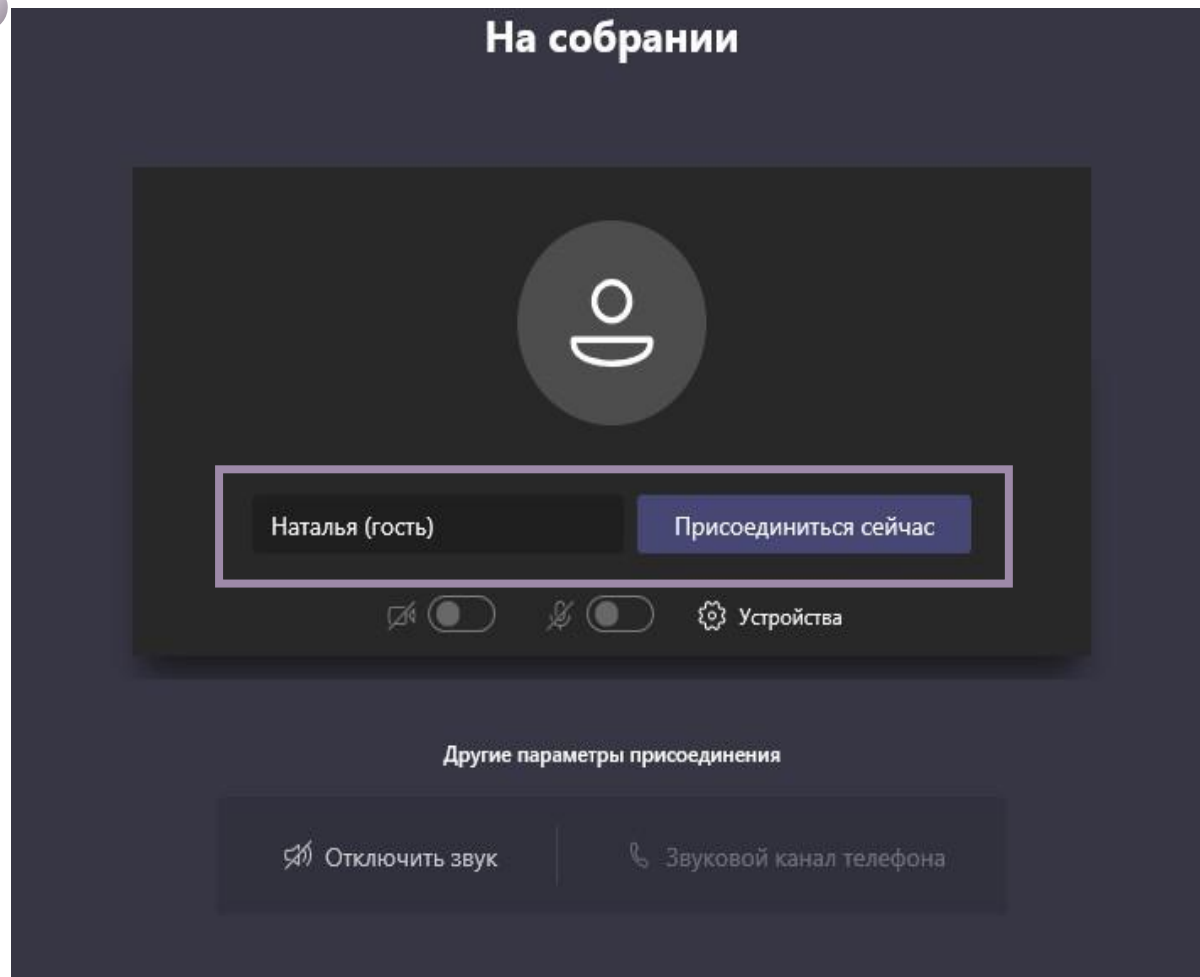 На собрании
Наталья (гость)
Присоединиться сейчас
Устройства
Другие параметры присоединения
Отключить звук
Звуковой канал телефона